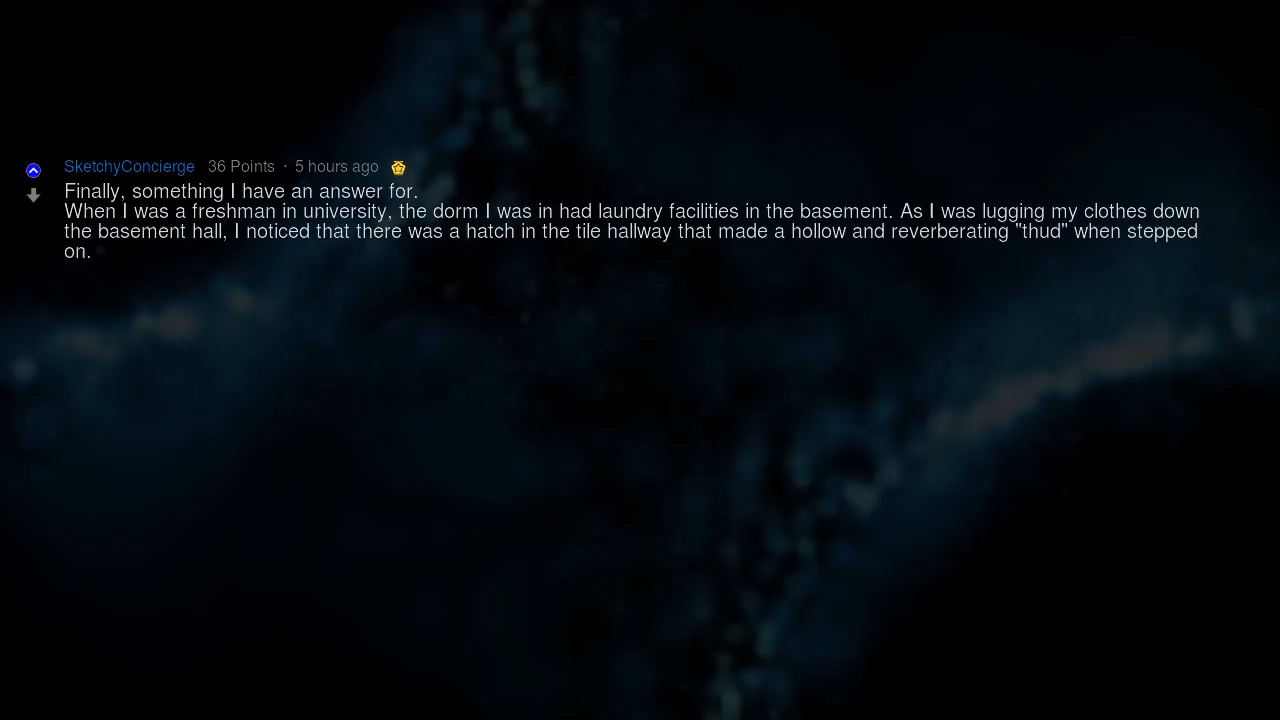 SketchyConcierge 36 Points · 5 hours ago
Finally, something I have an answer for.
When I was a freshman in university, the dorm I was in had laundry facilities in the basement. As I was lugging my clothes down
the basement hall, I noticed that there was a hatch in the tile hallway that made a hollow and reverberating "thud" when stepped
on.